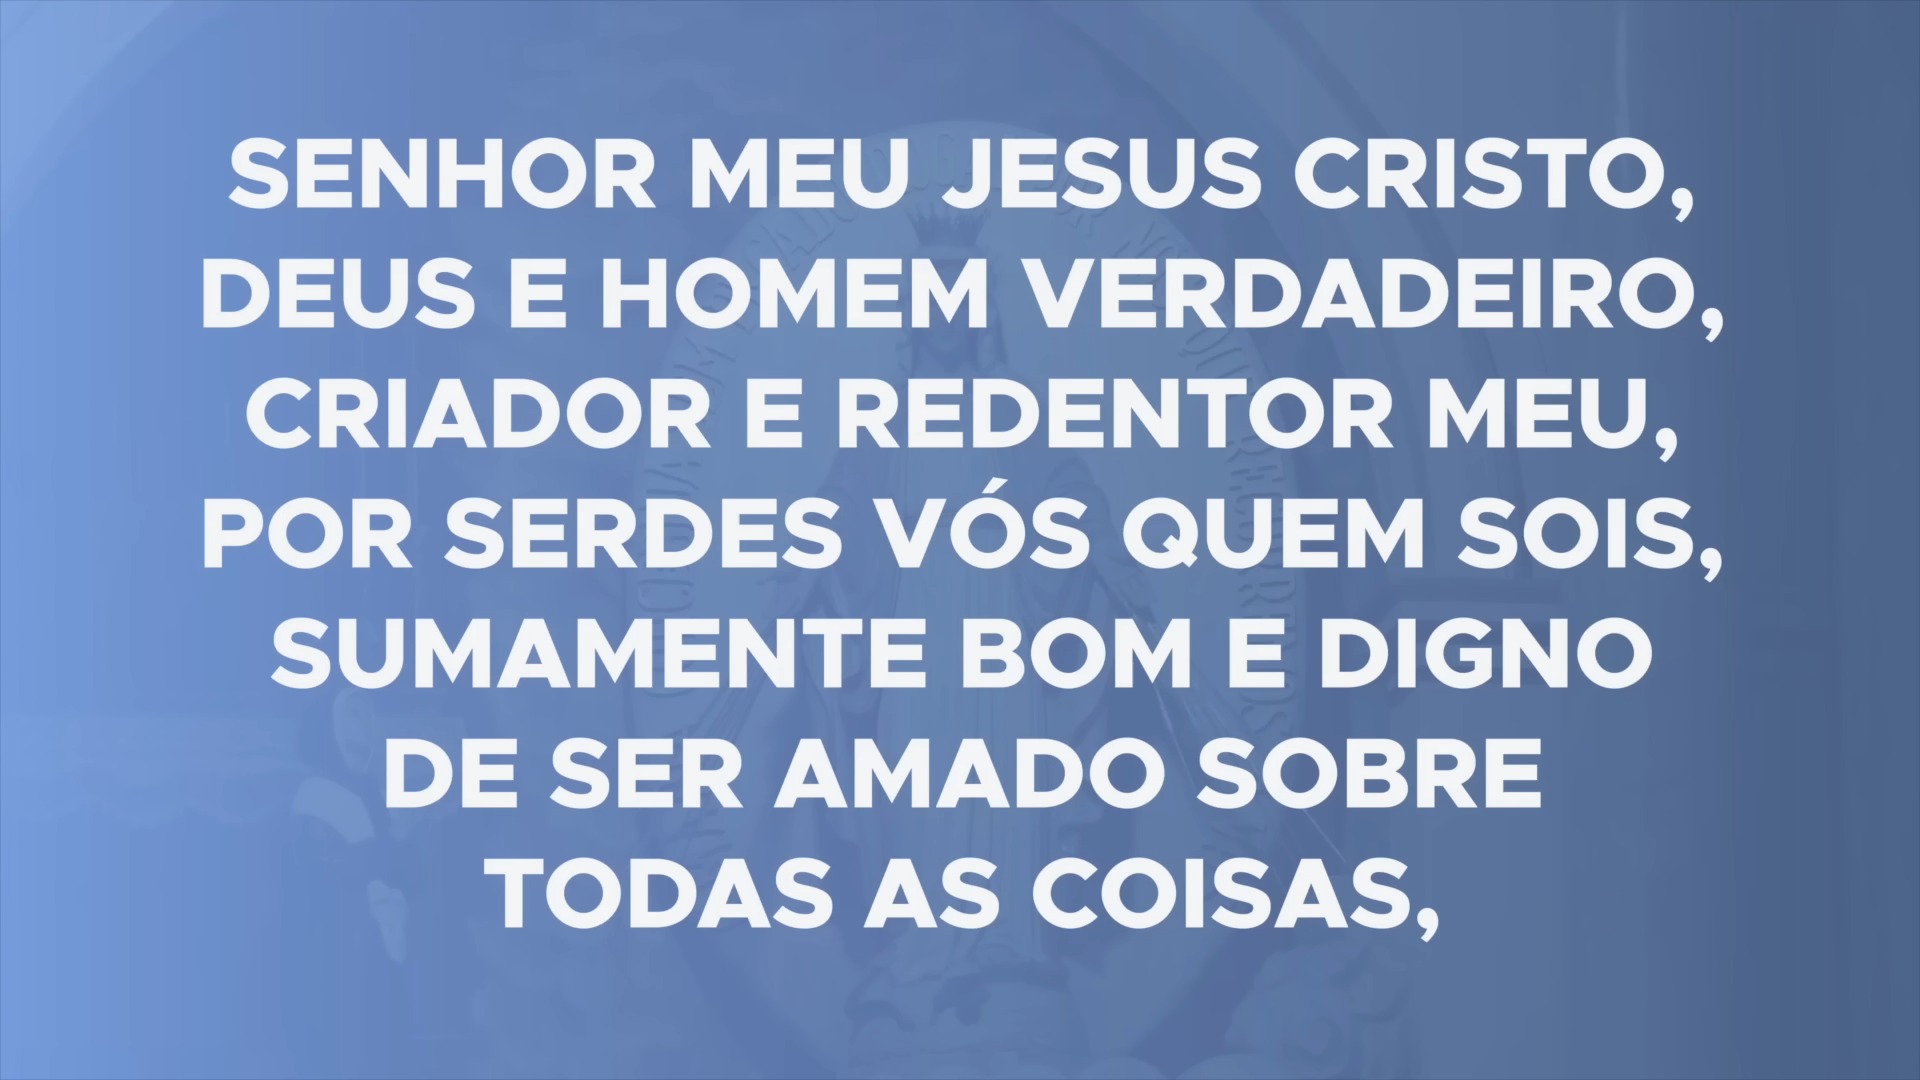 SENHOR MEU JESUS CRISTO,
DEUS E HOMEM VERDADEIRO,
CRIADOR E REDENTOR MEU,
POR SERDES VÓS QUEM SOIS,
SUMAMENTE BOM E DIGNO
DE SER AMADO SOBRE
TODAS AS COISAS,